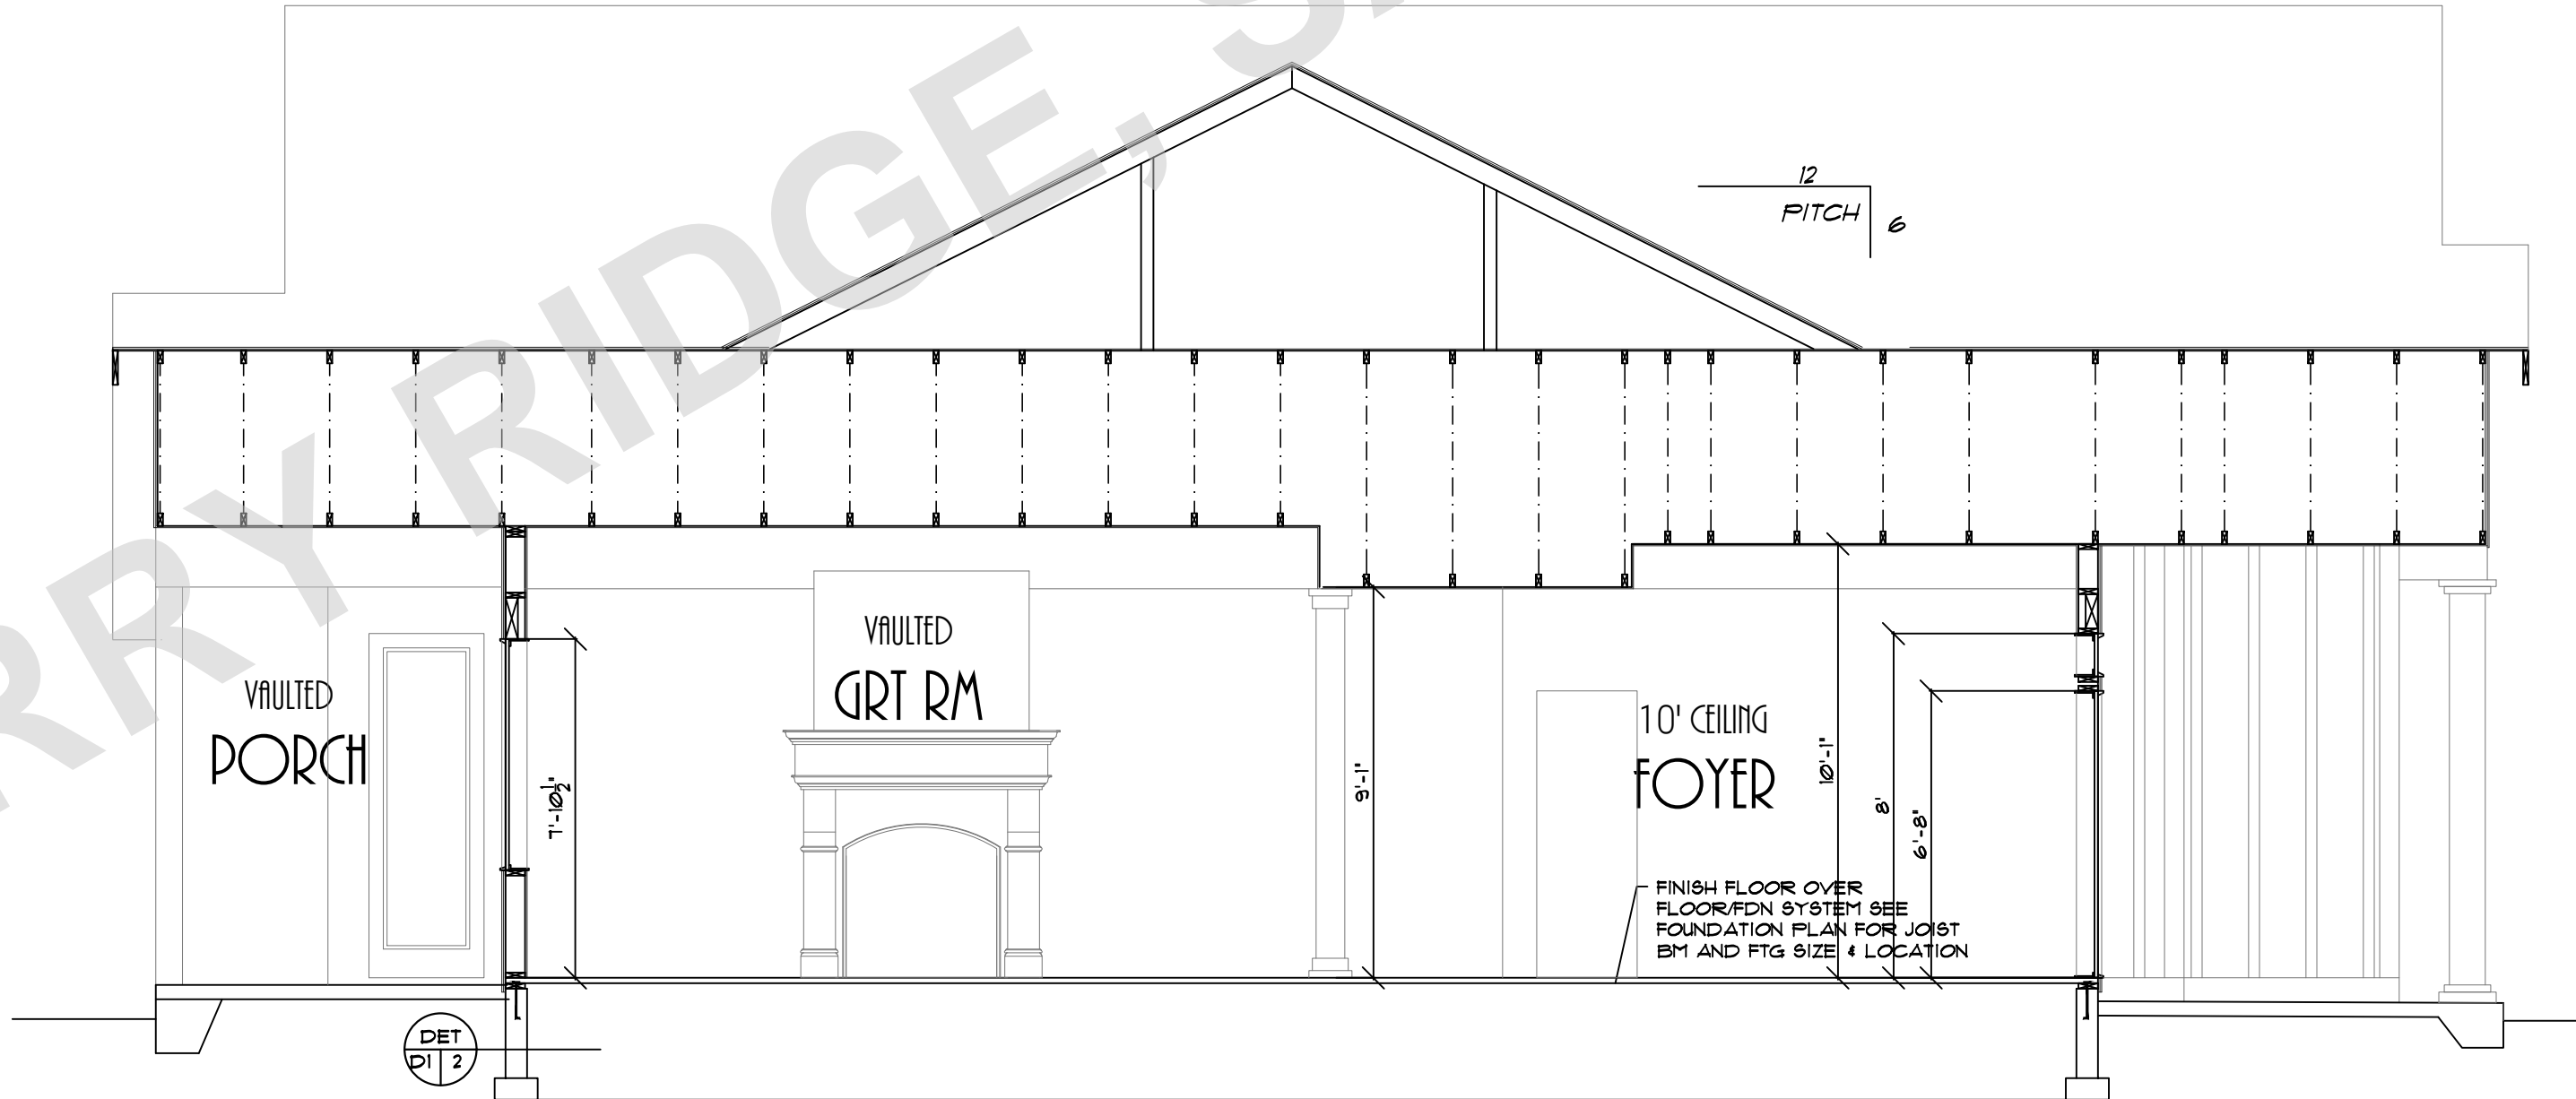 RRY RIDGE, S
12
PITCH
6
VAULTED
GRT RM
VAULTED
PORCH
10' CEILING
FOYER
7'-10½"
9'-1"
10'-1"
8'
6'-8"
FINISH FLOOR OVER
FLOOR/FDN SYSTEM SEE
FOUNDATION PLAN FOR JOIST
BM AND FTG SIZE & LOCATION
DET
D1 2